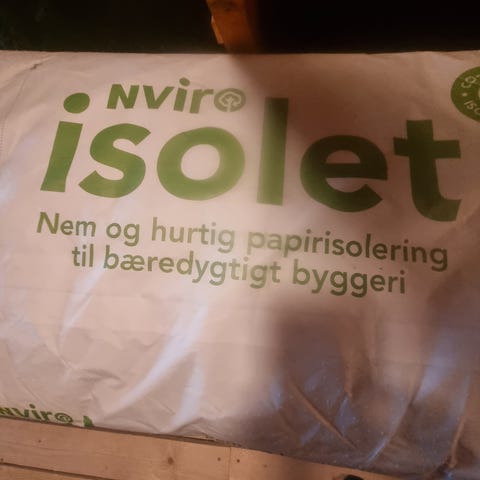 NVirO
isolet
Nem og hurtig papirisolering
til bæredygtigt byggeri
NVirO